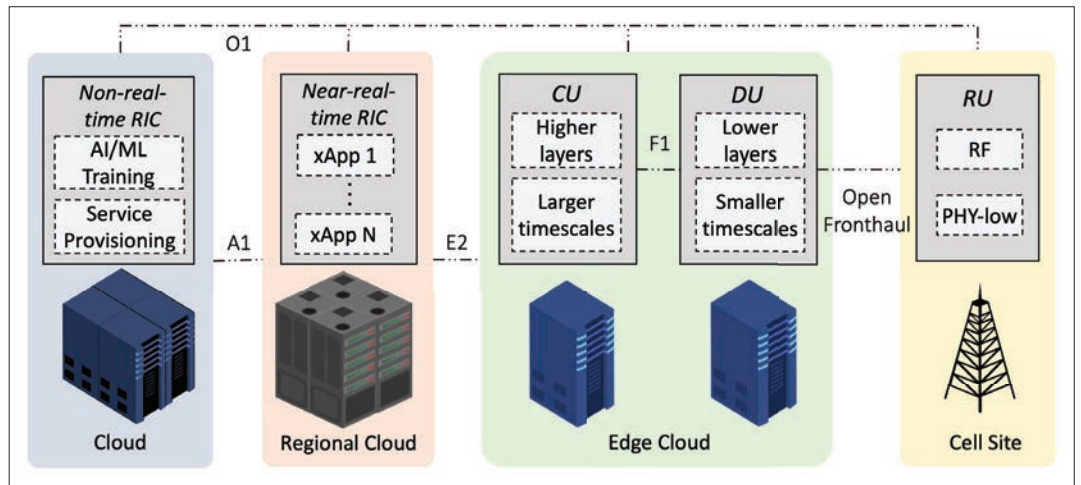 O1
Non-real-
time RIC
AI/ML
Training
Service
Provisioning
A1
Near-real-
time RIC
xApp 1
xApp N
E2
CU
Higher
layers
Larger
timescales
F1
DU
Lower
layers
Smaller
timescales
Open
Fronthaul
RU
RF
PHY-low
Cloud
Regional Cloud
Edge Cloud
Cell Site